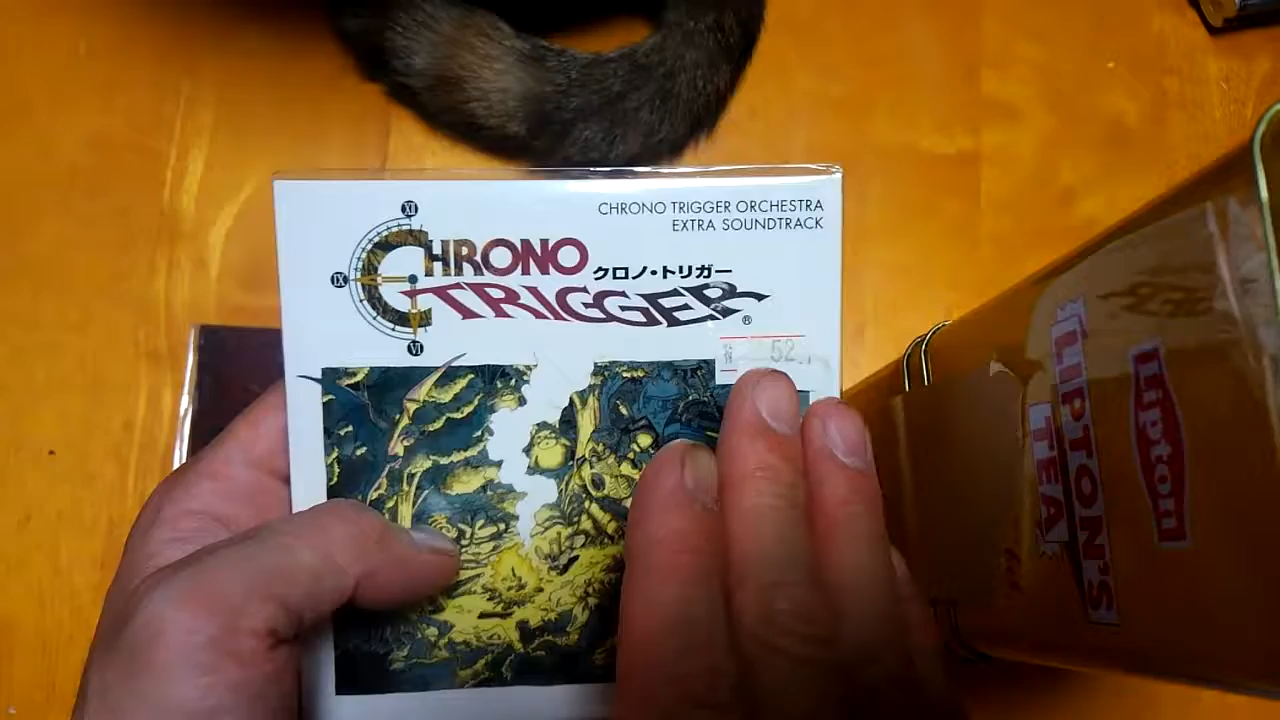 CHRONO TRIGGER ORCHESTRA
EXTRA SOUNDTRACK
XII
IX
VI
CHRONO
クロノ・トリガー
TRIGGER
®
52
LIPTON'S
TEA
Lipton